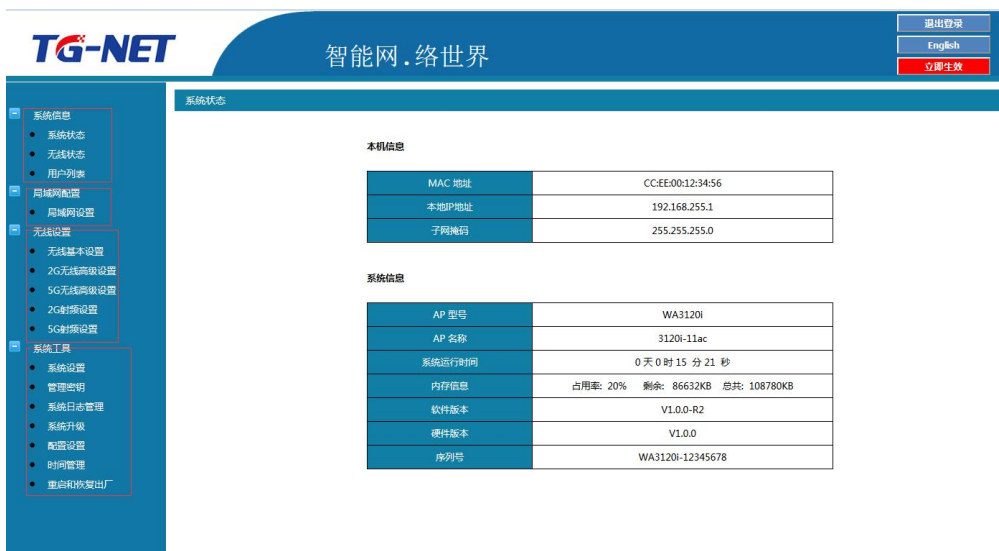 TG-NET
智能网.络世界
退出登录
English
立即生效
系统信息
系统状态
无线状态
用户列表
局域网配置
局域网设置
无线设置
无线基本设置
2G无线高级设置
5G无线高级设置
2G射频设置
5G射频设置
系统工具
系统设置
管理密钥
系统日志管理
系统升级
配置设置
时间管理
重启和恢复出厂
系统状态
本机信息
MAC 地址 CC:EE:00:12:34:56
本地IP地址 192.168.255.1
子网掩码 255.255.255.0
系统信息
AP 型号 WA3120i
AP 名称 3120i-11ac
系统运行时间 0 天 0 时 15 分 21 秒
内存信息 占用率: 20% 剩余: 86632KB 总共: 108780KB
软件版本 V1.0.0-R2
硬件版本 V1.0.0
序列号 WA3120i-12345678